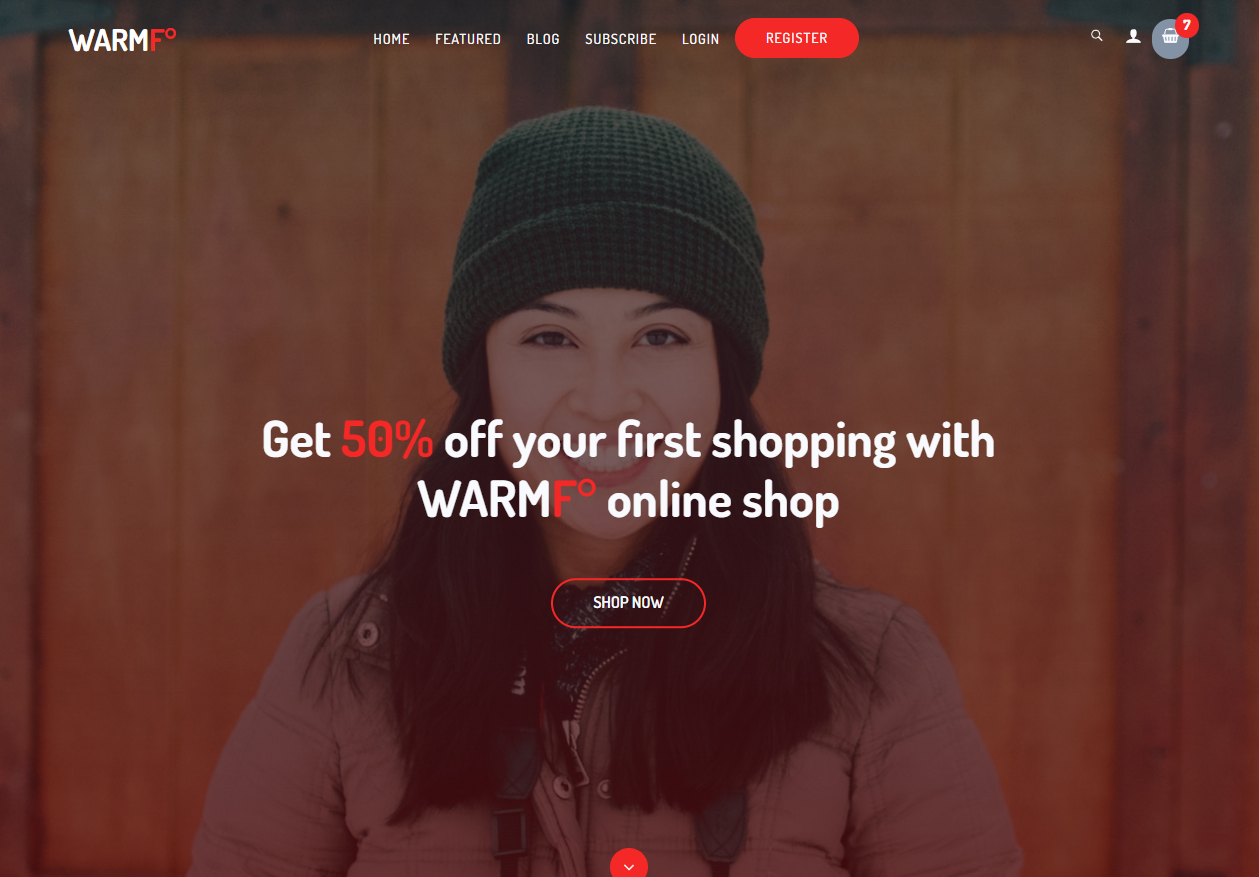 WARMF°
HOME FEATURED BLOG SUBSCRIBE LOGIN REGISTER
7
Get 50% off your first shopping with
WARMF° online shop
SHOP NOW